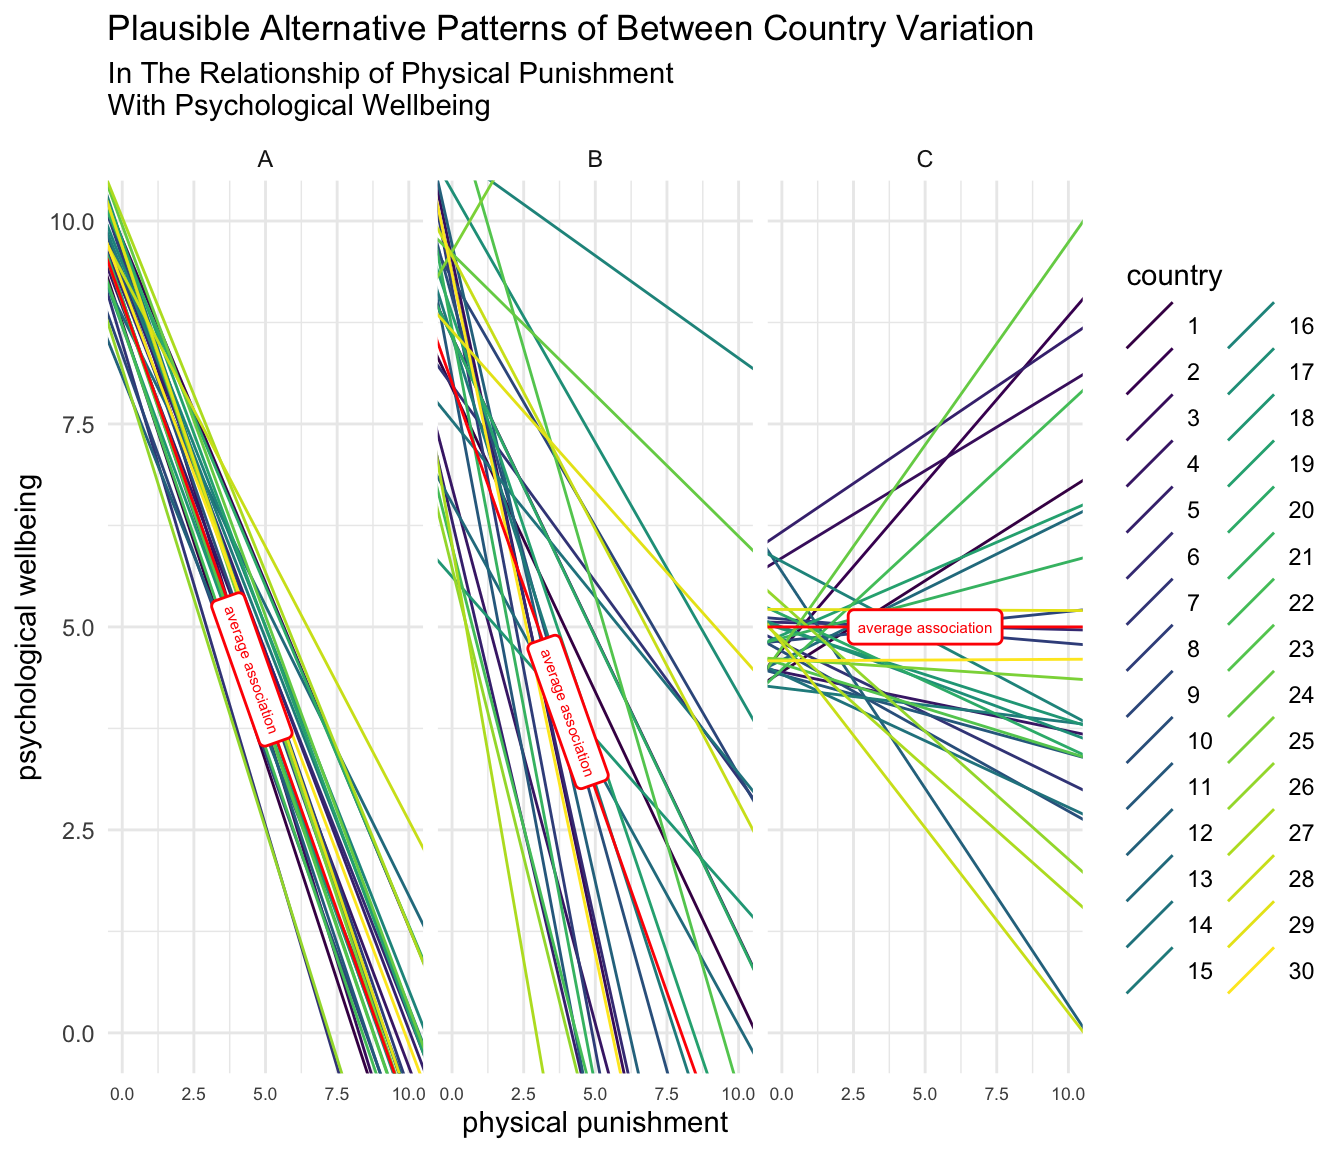 Plausible Alternative Patterns of Between Country Variation
In The Relationship of Physical Punishment
With Psychological Wellbeing
A
B
C
psychological wellbeing
10.0
7.5
5.0
2.5
0.0
average association
average association
average association
0.0 2.5 5.0 7.5 10.0
0.0 2.5 5.0 7.5 10.0
0.0 2.5 5.0 7.5 10.0
physical punishment
country
1
2
3
4
5
6
7
8
9
10
11
12
13
14
15
16
17
18
19
20
21
22
23
24
25
26
27
28
29
30